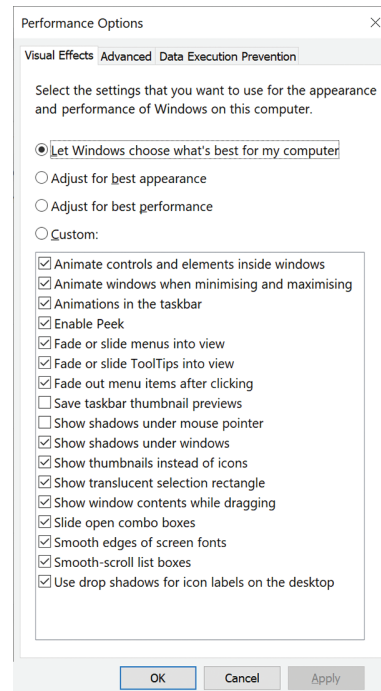 Performance Options
Visual Effects Advanced Data Execution Prevention
Select the settings that you want to use for the appearance
and performance of Windows on this computer.
Let Windows choose what's best for my computer
Adjust for best appearance
Adjust for best performance
Custom:
Animate controls and elements inside windows
Animate windows when minimising and maximising
Animations in the taskbar
Enable Peek
Fade or slide menus into view
Fade or slide ToolTips into view
Fade out menu items after clicking
Save taskbar thumbnail previews
Show shadows under mouse pointer
Show shadows under windows
Show thumbnails instead of icons
Show translucent selection rectangle
Show window contents while dragging
Slide open combo boxes
Smooth edges of screen fonts
Smooth-scroll list boxes
Use drop shadows for icon labels on the desktop
OK Cancel Apply